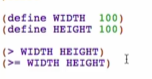 (define WIDTH 100)
(define HEIGHT 100)
(> WIDTH HEIGHT)
(>= WIDTH HEIGHT)